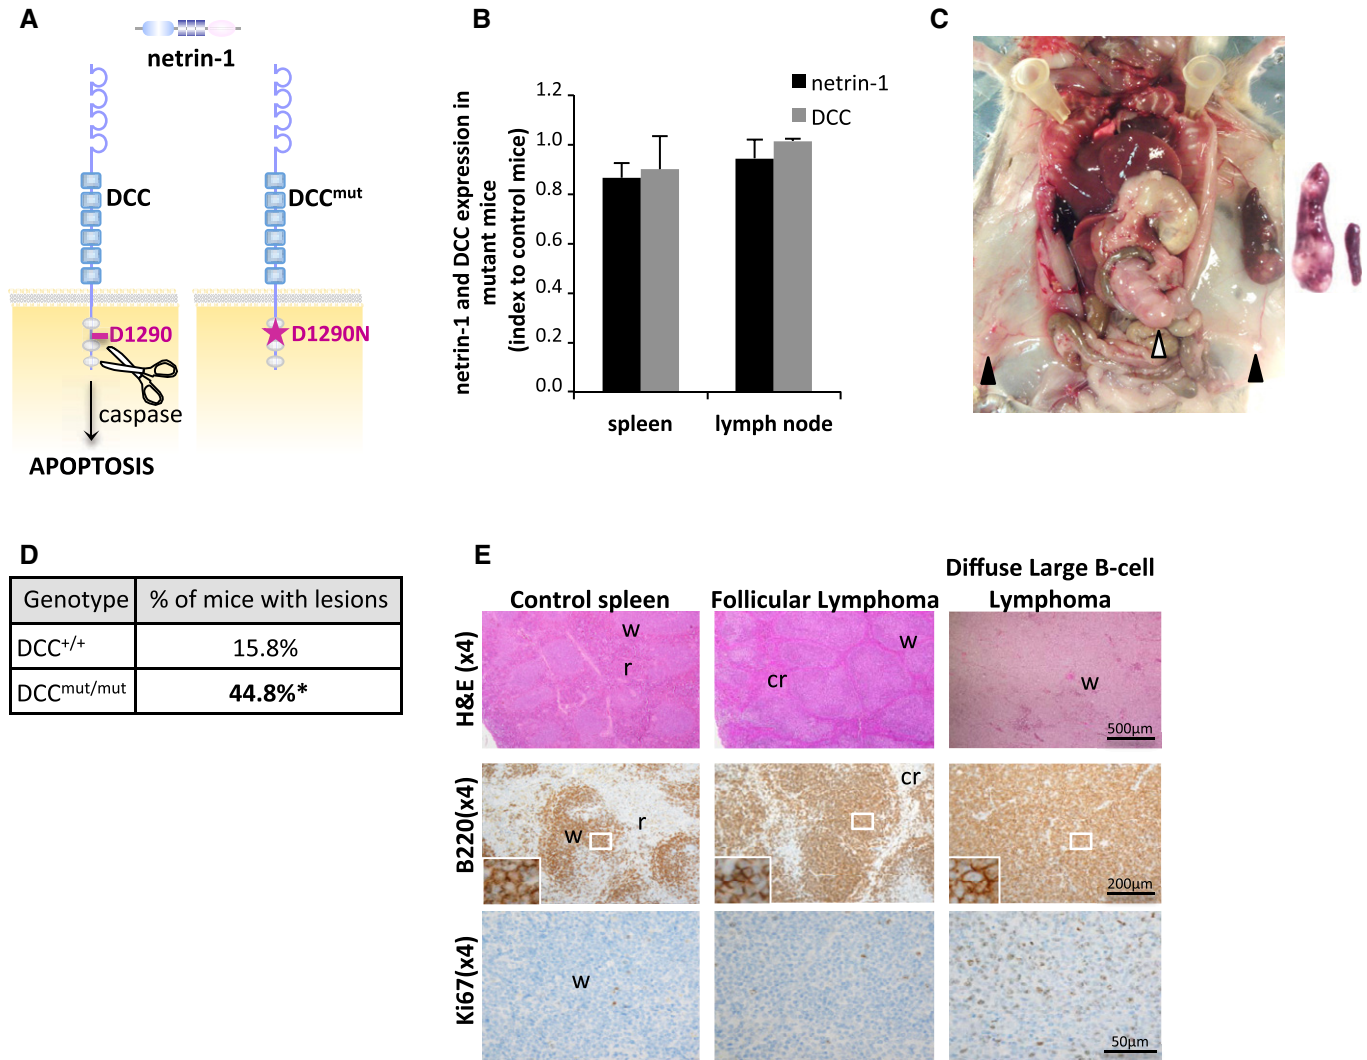 A
netrin-1
DCC
DCCmut
D1290
D1290N
caspase
APOPTOSIS
B
netrin-1 and DCC expression in
mutant mice
(index to control mice)
netrin-1
DCC
1.2
1.0
0.8
0.6
0.4
0.2
0.0
spleen
lymph node
C
D
Genotype
% of mice with lesions
DCC+/+
15.8%
DCCmut/mut
44.8%*
E
Control spleen
Follicular Lymphoma
Diffuse Large B-cell
Lymphoma
H&E (x4)
w
r
w
cr
w
500µm
B220(x4)
w
r
cr
200µm
Ki67(x4)
w
50µm